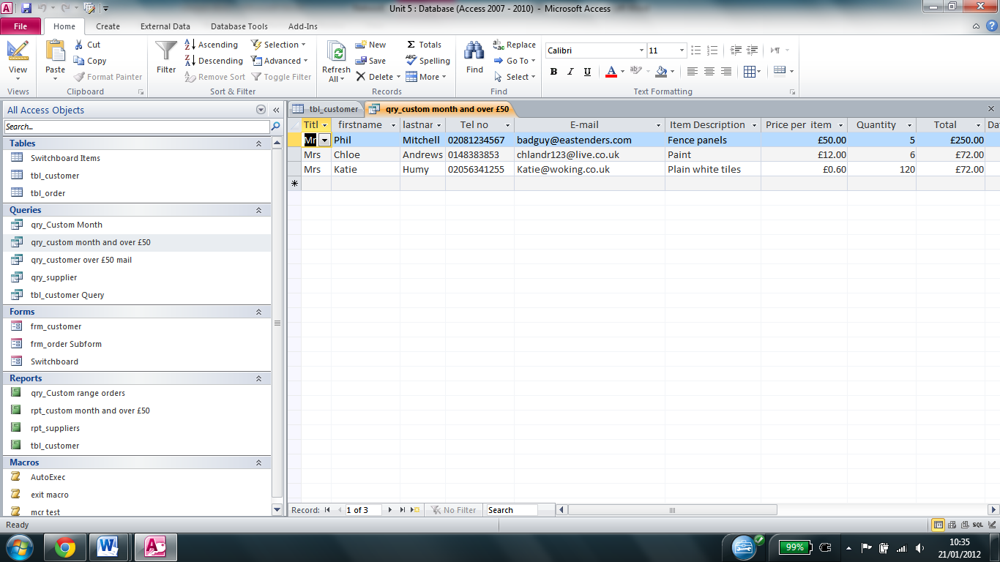 Unit 5 : Database (Access 2007 - 2010) - Microsoft Access
File Home Create External Data Database Tools Add-Ins
View
Views
Paste
Cut
Copy
Format Painter
Clipboard
Filter
Ascending
Descending
Remove Sort
Selection
Advanced
Toggle Filter
Sort & Filter
Refresh All
New
Save
Delete
Totals
Spelling
More
Records
Find
Replace
Go To
Select
Find
Calibri 11
B I U A ab
Text Formatting
All Access Objects
Search...
Tables
Switchboard Items
tbl_customer
tbl_order
Queries
qry_Custom Month
qry_custom month and over £50
qry_customer over £50 mail
qry_supplier
tbl_customer Query
Forms
frm_customer
frm_order Subform
Switchboard
Reports
qry_Custom range orders
rpt_custom month and over £50
rpt_suppliers
tbl_customer
Macros
AutoExec
exit macro
mcr test
tbl_customer qry_custom month and over £50
Titl firstname lastnar Tel no E-mail Item Description Price per item Quantity Total Da
Mr Phil Mitchell 02081234567 badguy@eastenders.com Fence panels £50.00 5 £250.00
Mrs Chloe Andrews 0148383853 chlandr123@live.co.uk Paint £12.00 6 £72.00
Mrs Katie Humy 02056341255 Katie@woking.co.uk Plain white tiles £0.60 120 £72.00
Record: 1 of 3 No Filter Search
Ready
SQL
99%
10:35
21/01/2012